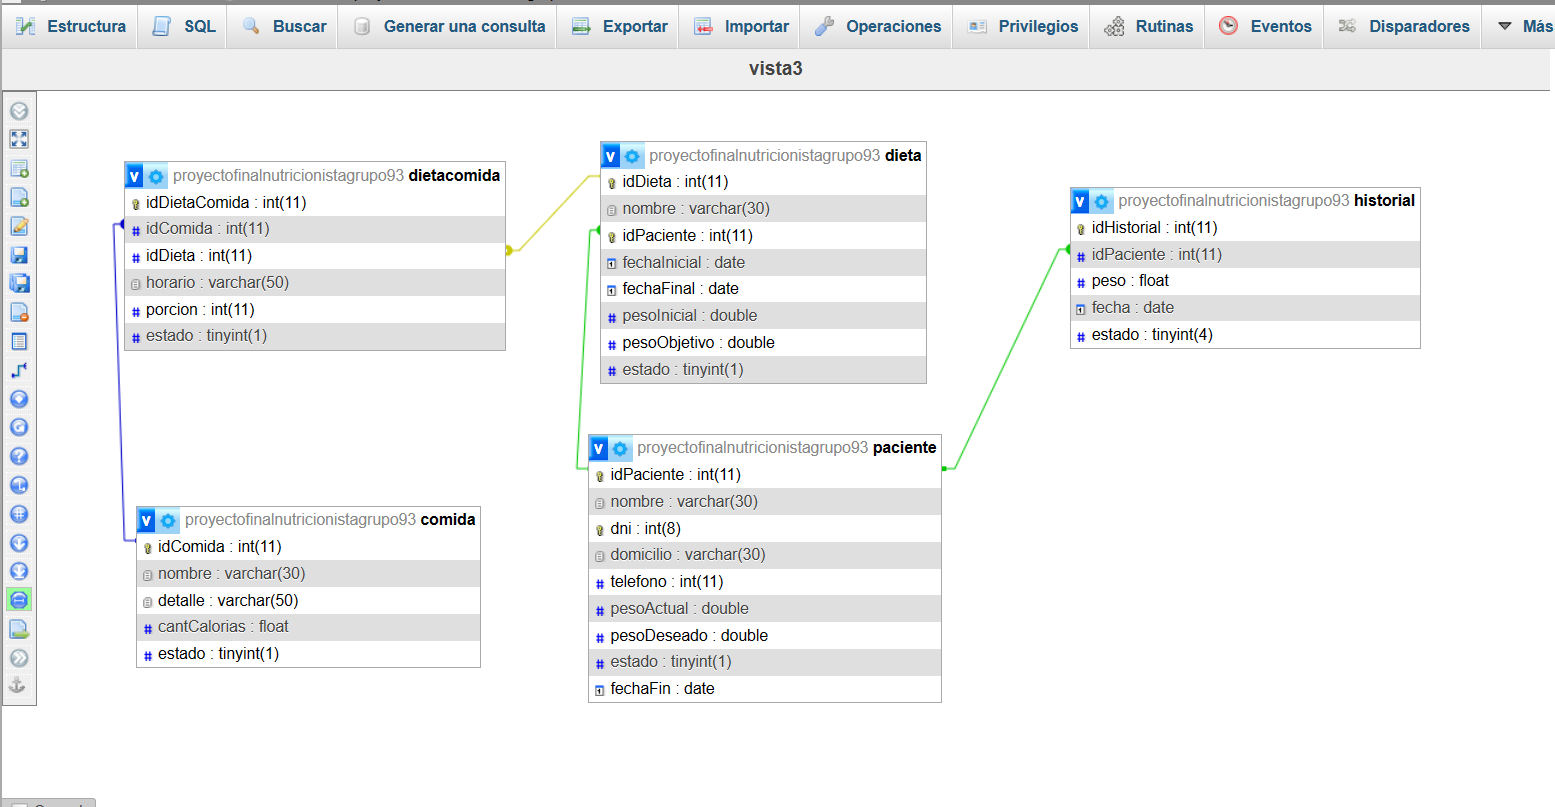 Estructura SQL Buscar Generar una consulta Exportar Importar Operaciones Privilegios Rutinas Eventos Disparadores Más
vista3
v proyectofinalnutricionistagrupo93 dietacomida
idDietaComida : int(11)
idComida : int(11)
idDieta : int(11)
horario : varchar(50)
porcion : int(11)
estado : tinyint(1)
v proyectofinalnutricionistagrupo93 dieta
idDieta : int(11)
nombre : varchar(30)
idPaciente : int(11)
fechaInicial : date
fechaFinal : date
pesoInicial : double
pesoObjetivo : double
estado : tinyint(1)
v proyectofinalnutricionistagrupo93 historial
idHistorial : int(11)
idPaciente : int(11)
peso : float
fecha : date
estado : tinyint(4)
v proyectofinalnutricionistagrupo93 comida
idComida : int(11)
nombre : varchar(30)
detalle : varchar(50)
cantCalorias : float
estado : tinyint(1)
v proyectofinalnutricionistagrupo93 paciente
idPaciente : int(11)
nombre : varchar(30)
dni : int(8)
domicilio : varchar(30)
telefono : int(11)
pesoActual : double
pesoDeseado : double
estado : tinyint(1)
fechaFin : date